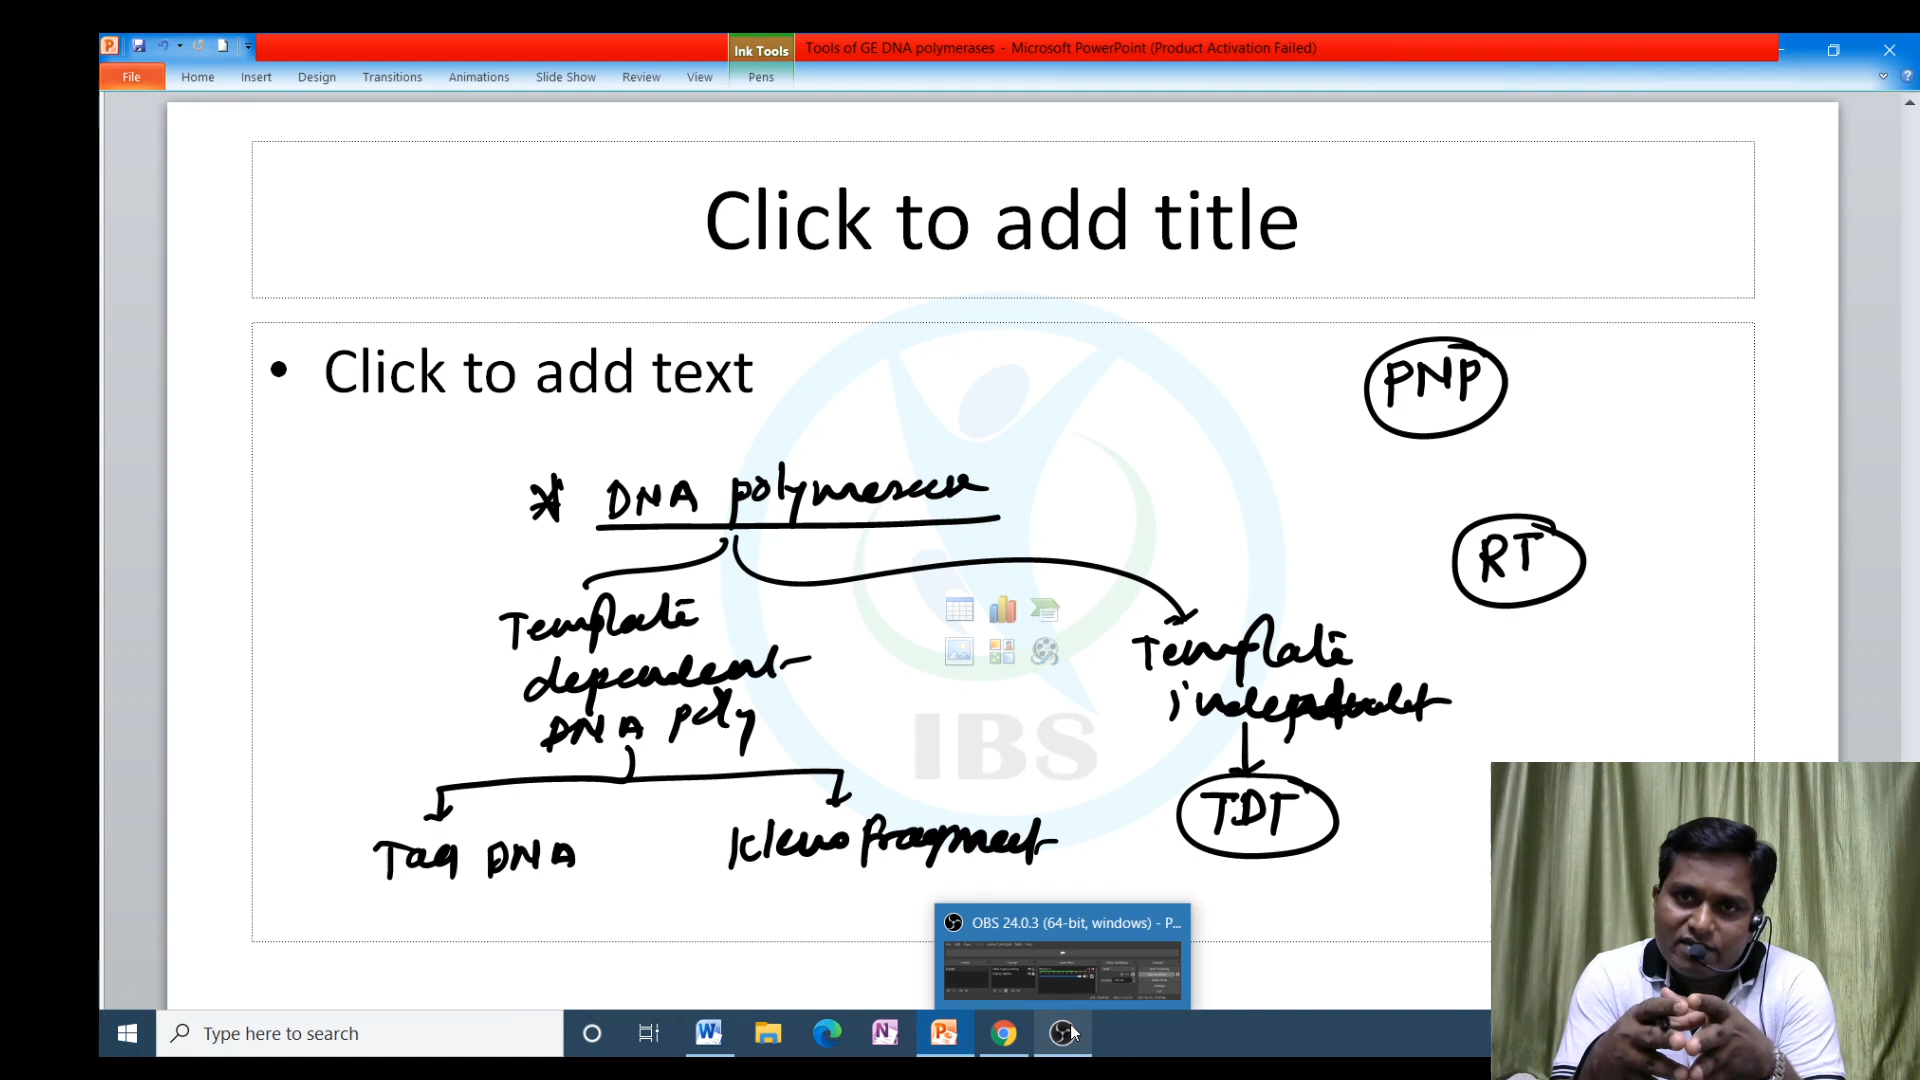 Ink Tools
Tools of GE DNA polymerases - Microsoft PowerPoint (Product Activation Failed)
File Home Insert Design Transitions Animations Slide Show Review View Pens
Click to add title
• Click to add text
PNP
* DNA polymerase
RT
Template
dependent
DNA poly
Template
independent
IBS
TDT
Taq DNA
Kleno fragment
OBS 24.0.3 (64-bit, windows) - P...
Type here to search